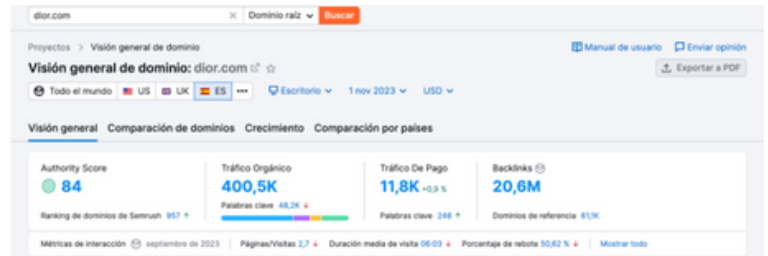 dior.com × Dominio raíz Buscar
Proyectos > Visión general de dominio Manual de usuario Enviar opinión
Visión general de dominio: dior.com Exportar a PDF
Todo el mundo US UK ES ... Escritorio 1 nov 2023 USD
Visión general Comparación de dominios Crecimiento Comparación por países
Authority Score Tráfico Orgánico Tráfico De Pago Backlinks
84 400,5K 11,8K +0,9 % 20,6M
Palabras clave 48,2K ↓
Ranking de dominios de Semrush 957 ↑ Palabras clave 248 ↑ Dominios de referencia 61,1K
Métricas de interacción septiembre de 2023 Páginas/Visitas 2,7 ↓ Duración media de visita 06:03 ↓ Porcentaje de rebote 50,62 % ↓ Mostrar todo